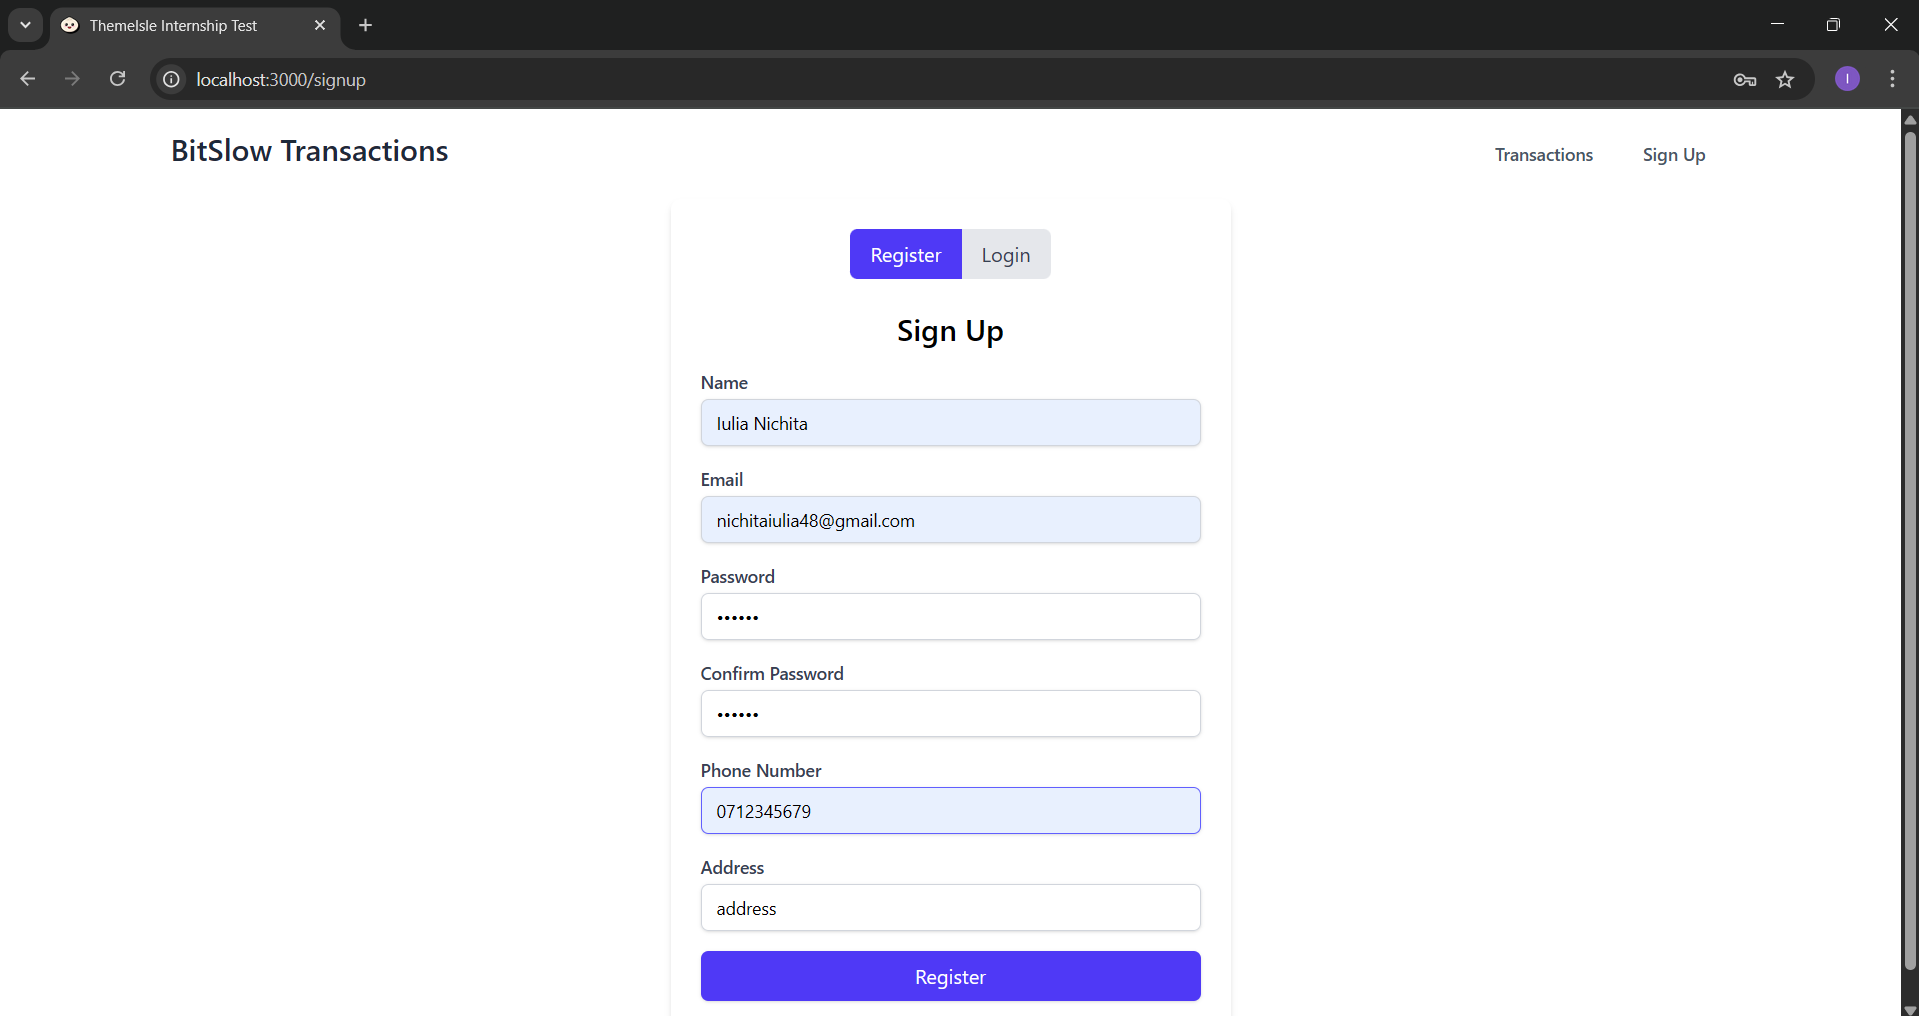 ThemeIsle Internship Test
localhost:3000/signup
I
BitSlow Transactions
Transactions
Sign Up
Register
Login
Sign Up
Name
Iulia Nichita
Email
nichitaiulia48@gmail.com
Password
••••••
Confirm Password
••••••
Phone Number
0712345679
Address
address
Register